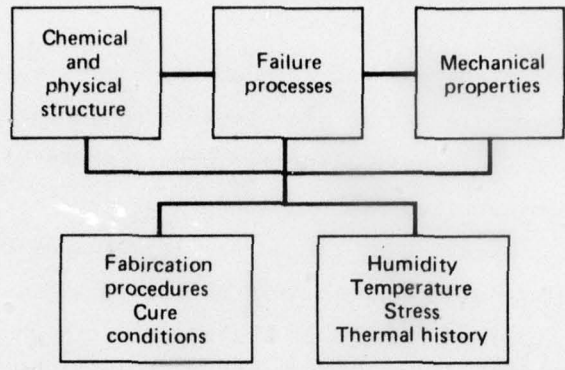 Chemical
and
physical
structure
Failure
processes
Mechanical
properties
Fabircation
procedures
Cure
conditions
Humidity
Temperature
Stress
Thermal history